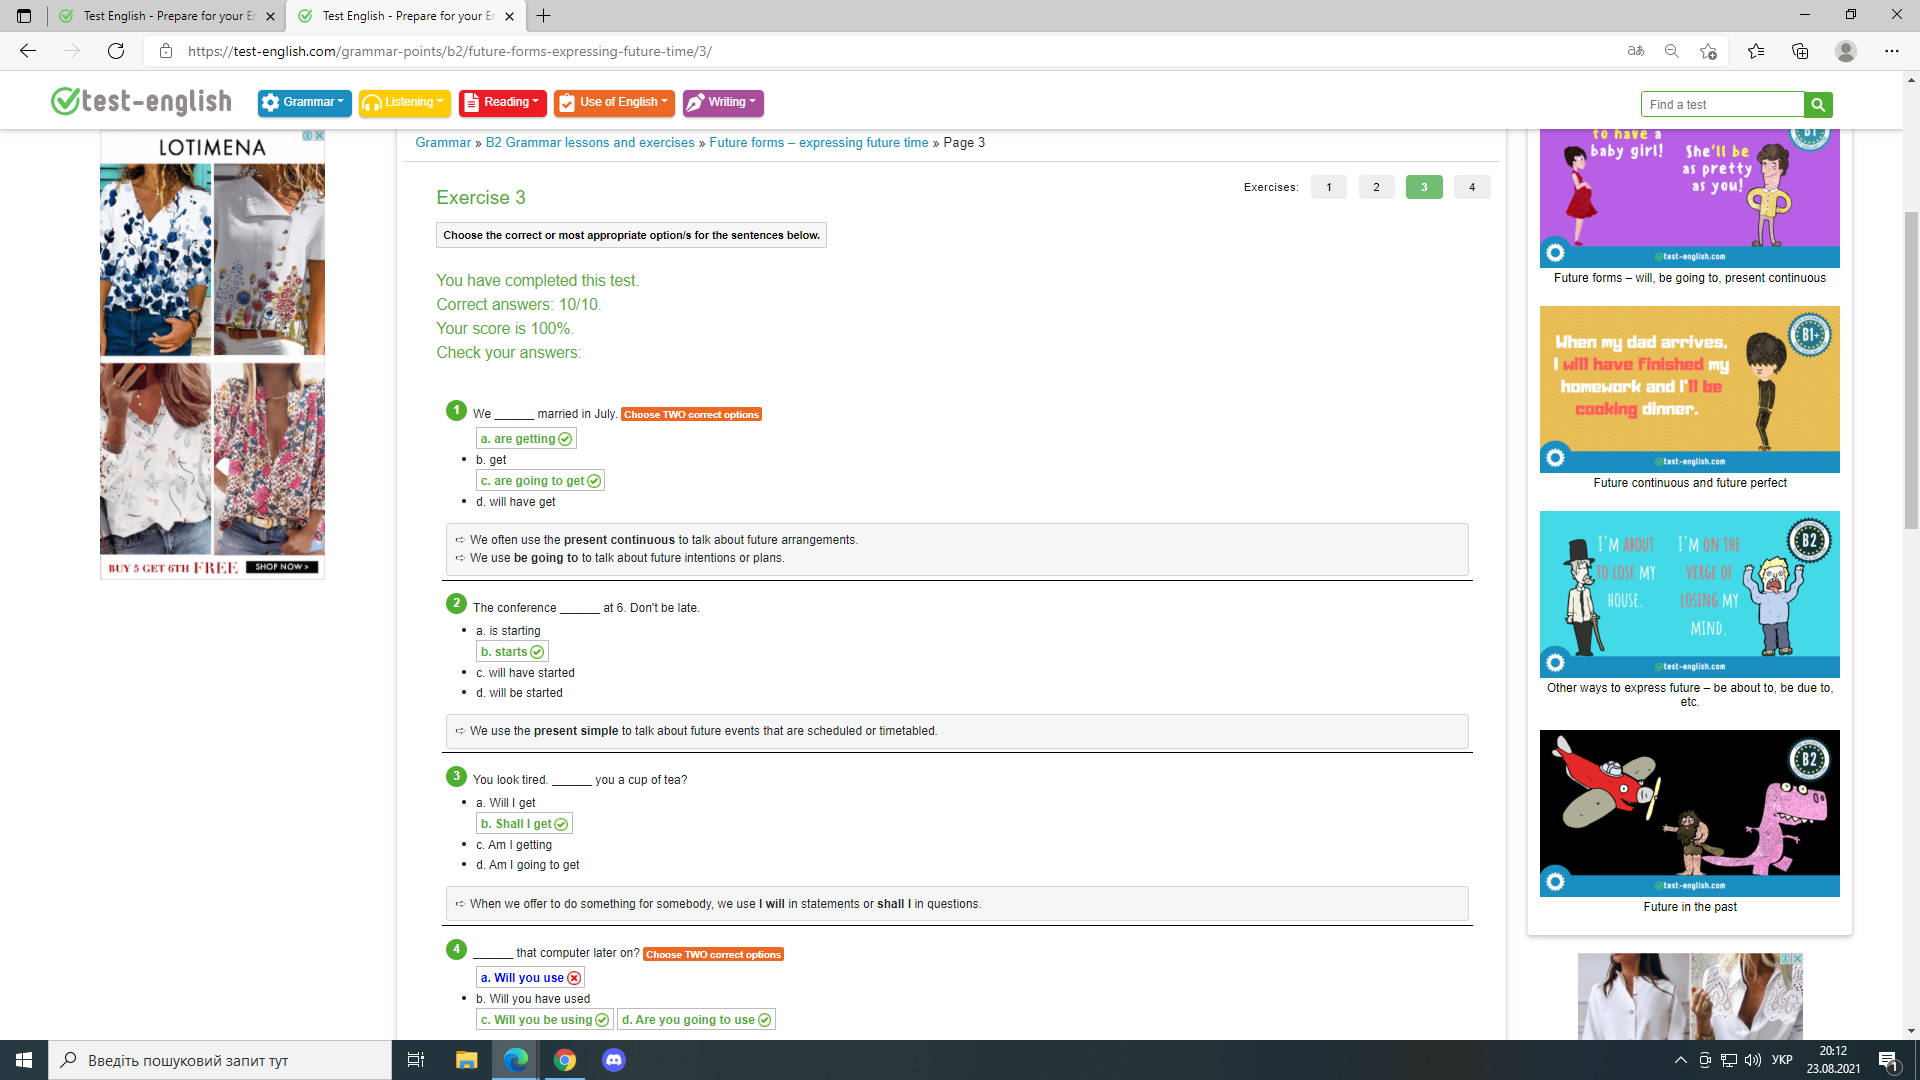 Test English - Prepare for your En
Test English - Prepare for your En
https://test-english.com/grammar-points/b2/future-forms-expressing-future-time/3/
test-english
Grammar
Listening
Reading
Use of English
Writing
Find a test
LOTIMENA
BUY 5 GET 6TH FREE
SHOP NOW >
Grammar » B2 Grammar lessons and exercises » Future forms – expressing future time » Page 3
Exercises: 1 2 3 4
Exercise 3
Choose the correct or most appropriate option/s for the sentences below.
You have completed this test.
Correct answers: 10/10.
Your score is 100%.
Check your answers:
1 We ______ married in July. Choose TWO correct options
a. are getting
b. get
c. are going to get
d. will have get
⇨ We often use the present continuous to talk about future arrangements.
⇨ We use be going to to talk about future intentions or plans.
2 The conference ______ at 6. Don't be late.
a. is starting
b. starts
c. will have started
d. will be started
⇨ We use the present simple to talk about future events that are scheduled or timetabled.
3 You look tired. ______ you a cup of tea?
a. Will I get
b. Shall I get
c. Am I getting
d. Am I going to get
⇨ When we offer to do something for somebody, we use I will in statements or shall I in questions.
4 ______ that computer later on? Choose TWO correct options
a. Will you use
b. Will you have used
c. Will you be using
d. Are you going to use
to have a
baby girl!
She'll be
as pretty
as you!
B1
test-english.com
Future forms – will, be going to, present continuous
When my dad arrives,
I will have finished my
homework and I'll be
cooking dinner.
B1+
test-english.com
Future continuous and future perfect
I'M ABOUT
TO LOSE MY
HOUSE.
I'M ON THE
VERGE OF
LOSING MY
MIND.
B2
test-english.com
Other ways to express future – be about to, be due to,
etc.
B2
test-english.com
Future in the past
Введіть пошуковий запит тут
УКР
20:12
23.08.2021
1